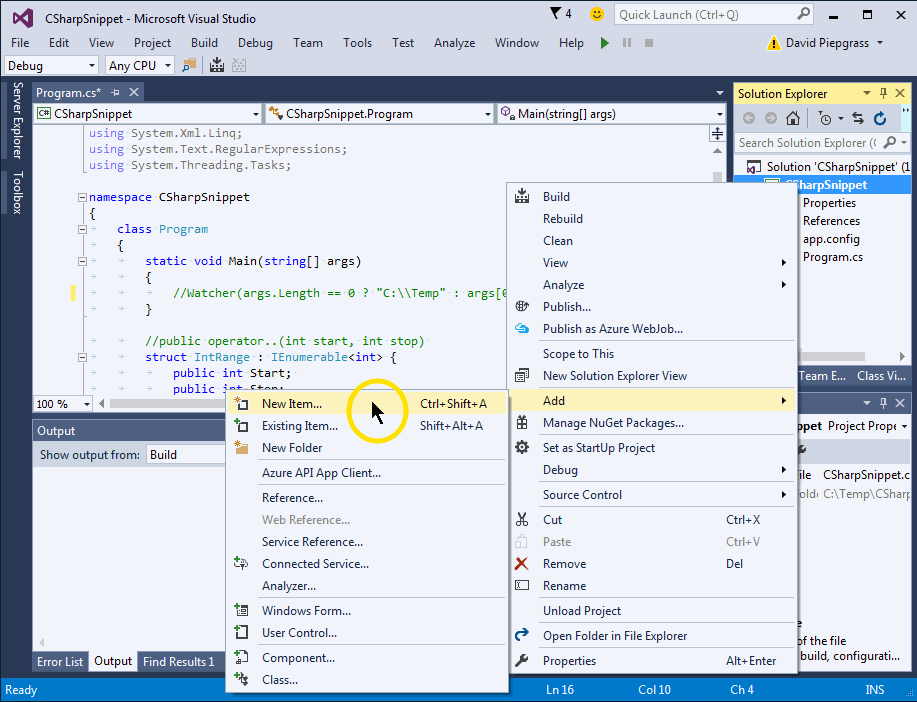 CSharpSnippet - Microsoft Visual Studio
4
Quick Launch (Ctrl+Q)
File Edit View Project Build Debug Team Tools Test Analyze Window Help
David Piepgrass
Debug Any CPU
Server Explorer
Toolbox
Program.cs*
C# CSharpSnippet
CSharpSnippet.Program
Main(string[] args)
using System.Xml.Linq;
using System.Text.RegularExpressions;
using System.Threading.Tasks;
namespace CSharpSnippet
{
class Program
{
static void Main(string[] args)
{
//Watcher(args.Length == 0 ? "C:\\Temp" : args[0
}
//public operator..(int start, int stop)
struct IntRange : IEnumerable<int> {
public int Start;
public int Stop;
100 %
Output
Show output from: Build
Error List Output Find Results 1
Solution Explorer
Search Solution Explorer (
Solution 'CSharpSnippet' (1
CSharpSnippet
Properties
References
app.config
Program.cs
Team E... Class Vi...
ppet Project Prope
ile CSharpSnippet.c
C:\Temp\CSharp
e
of the file
build, configurati...
Build
Rebuild
Clean
View
Analyze
Publish...
Publish as Azure WebJob...
Scope to This
New Solution Explorer View
Add
Manage NuGet Packages...
Set as StartUp Project
Debug
Source Control
Cut Ctrl+X
Paste Ctrl+V
Remove Del
Rename
Unload Project
Open Folder in File Explorer
Properties Alt+Enter
New Item... Ctrl+Shift+A
Existing Item... Shift+Alt+A
New Folder
Azure API App Client...
Reference...
Web Reference...
Service Reference...
Connected Service...
Analyzer...
Windows Form...
User Control...
Component...
Class...
Ready Ln 16 Col 10 Ch 4 INS